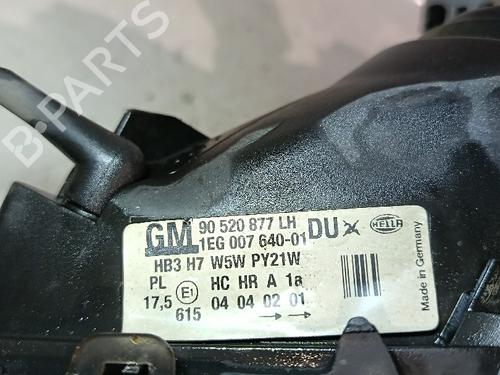 B-PARTS
GM 90 520 877 LH DU
1EG 007 640-01
HELLA
HB3 H7 W5W PY21W
PL HC HR A 1a
17,5 E1 04 04 02 01
615
Made in Germany